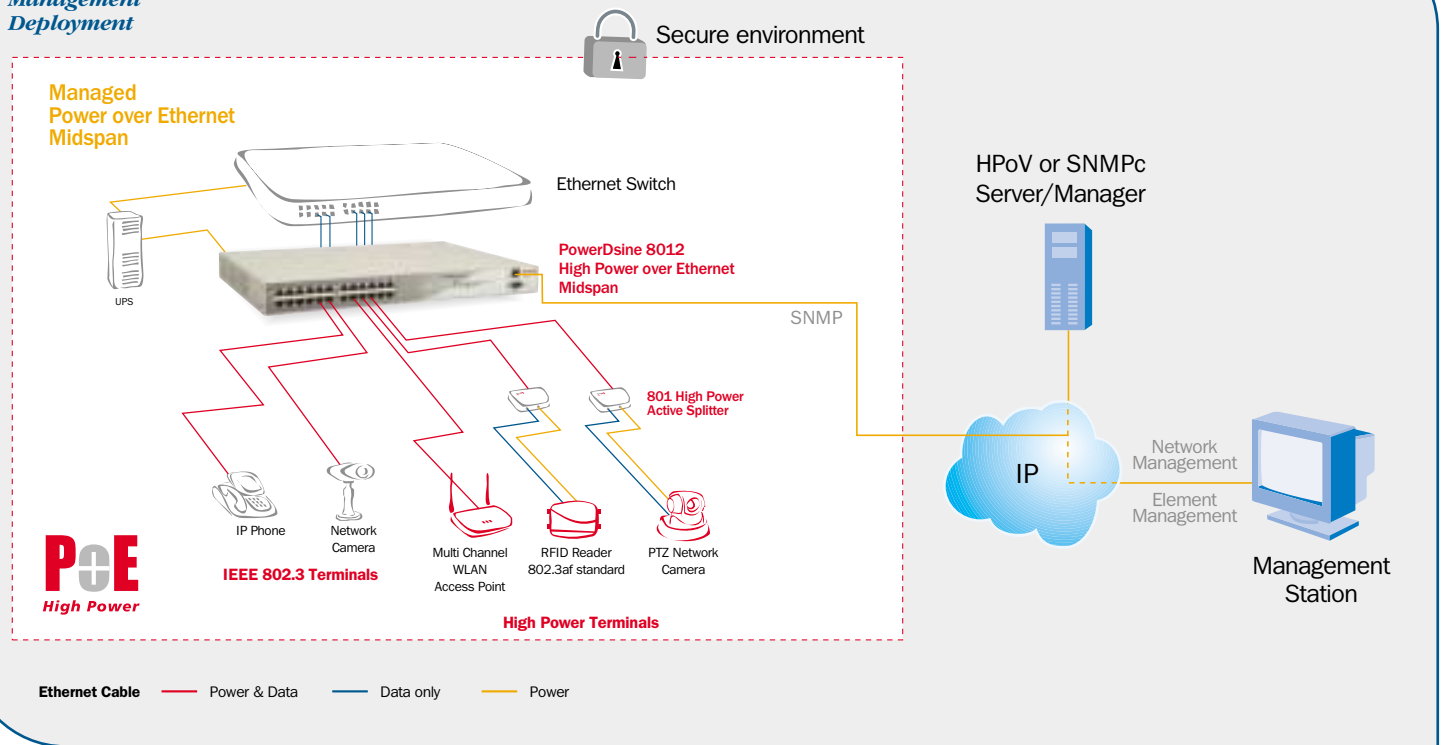 Management
Deployment
Secure environment
Managed
Power over Ethernet
Midspan
Ethernet Switch
UPS
PowerDsine 8012
High Power over Ethernet
Midspan
SNMP
HPoV or SNMPc
Server/Manager
801 High Power
Active Splitter
IP
Network
Management
Element
Management
Management
Station
IP Phone
Network
Camera
IEEE 802.3 Terminals
Multi Channel
WLAN
Access Point
RFID Reader
802.3af standard
PTZ Network
Camera
High Power Terminals
PoE
High Power
Ethernet Cable
Power & Data
Data only
Power